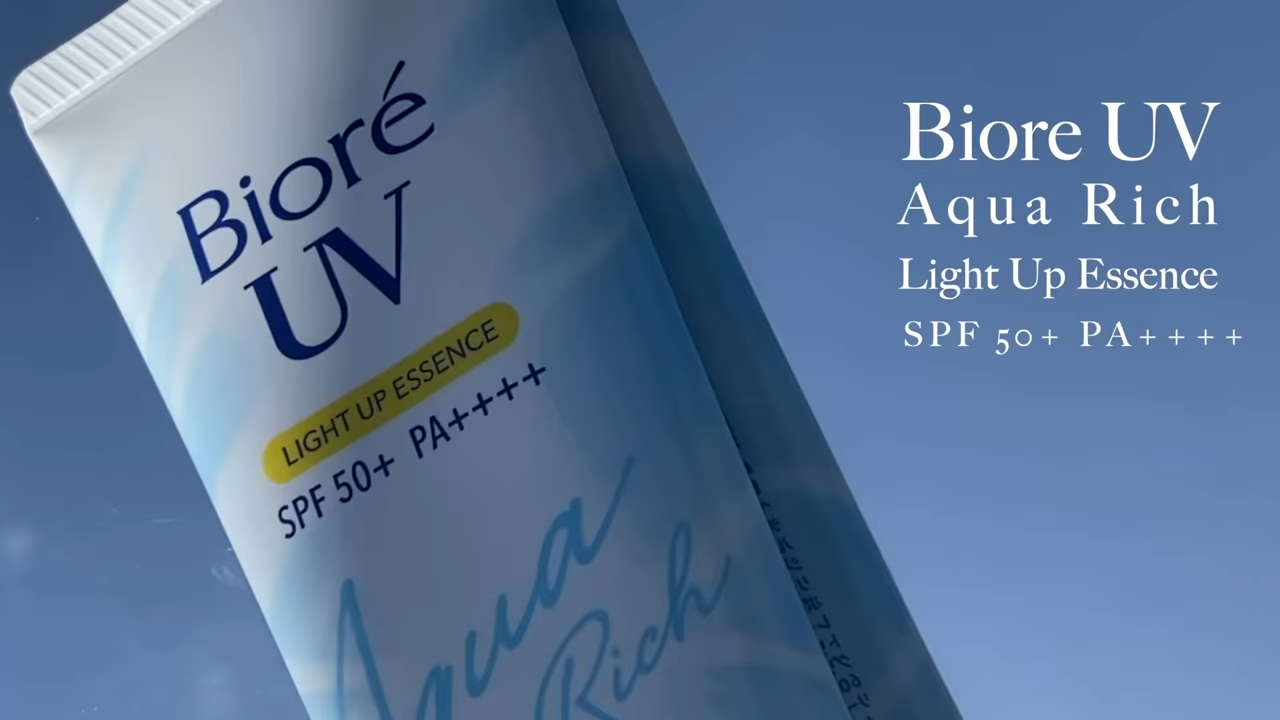 Bioré
UV
LIGHT UP ESSENCE
SPF 50+ PA++++
Aqua
Rich
Biore UV
Aqua Rich
Light Up Essence
SPF 50+ PA++++